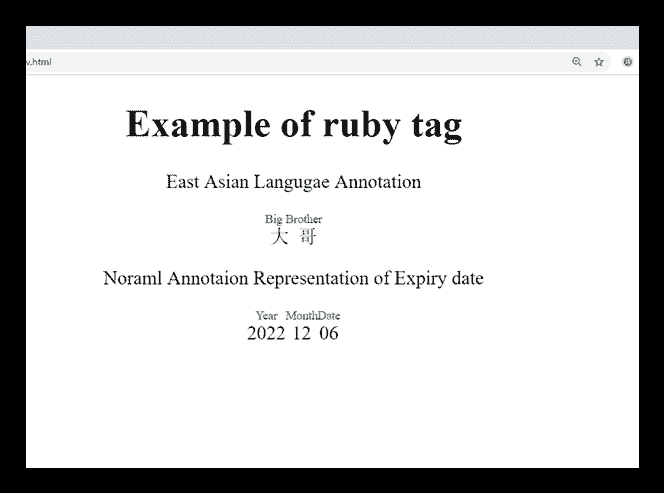 v.html
Example of ruby tag
East Asian Langugae Annotation
Big Brother
大 哥
Noraml Annotaion Representation of Expiry date
Year MonthDate
2022 12 06